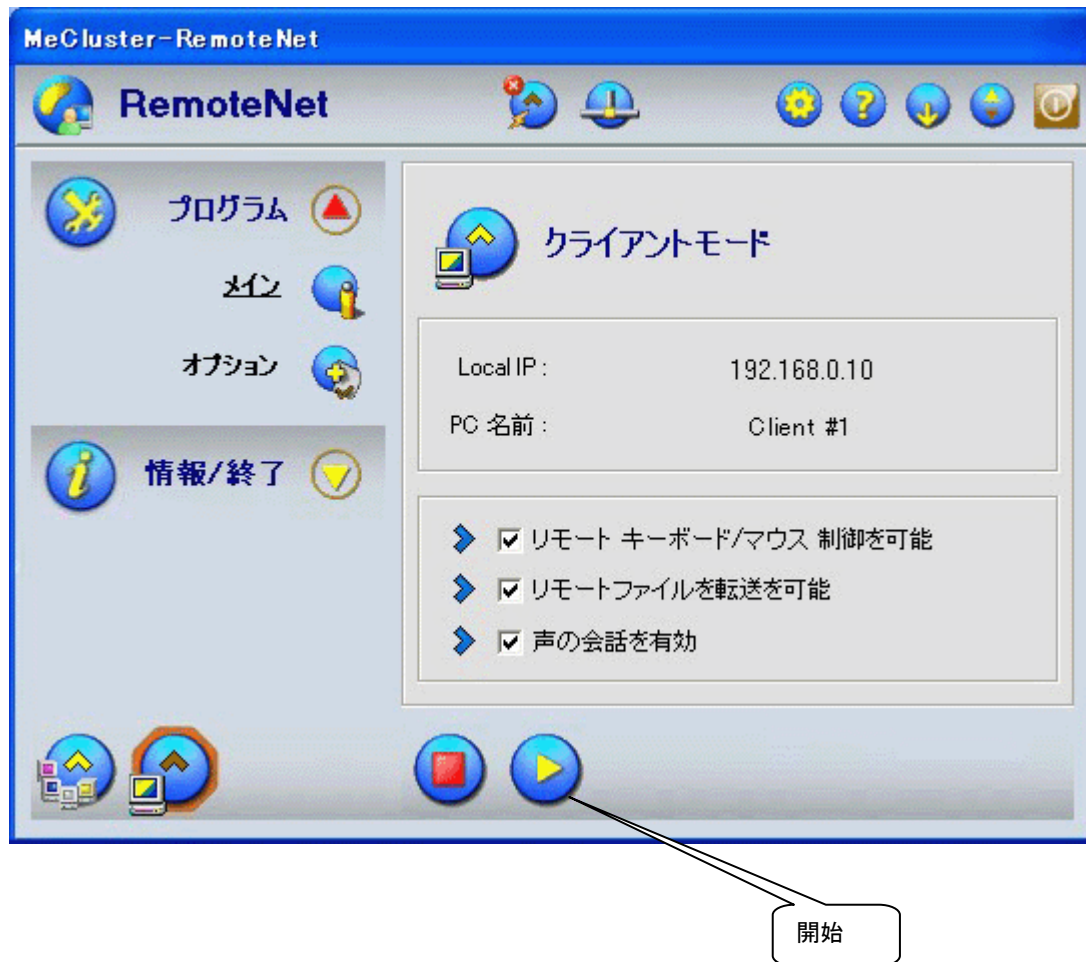 MeCluster-RemoteNet
RemoteNet
プログラム
メイン
オプション
情報/終了
クライアントモード
Local IP : 192.168.0.10
PC 名前 : Client #1
リモート キーボード/マウス 制御を可能
リモートファイルを転送を可能
声の会話を有効
開始